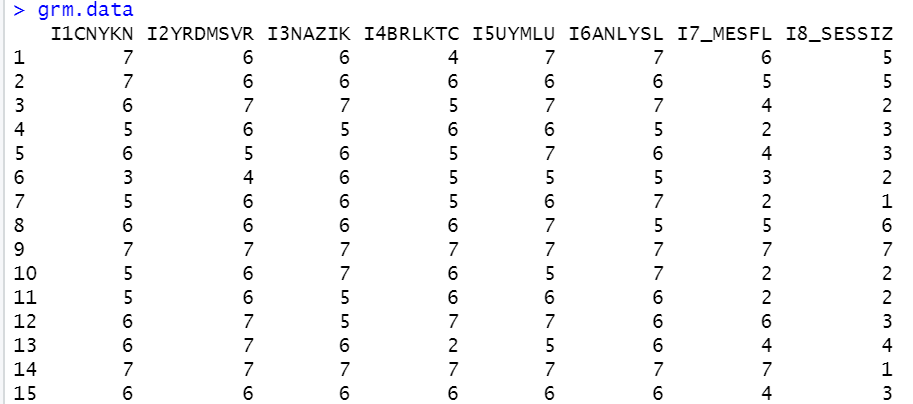 > grm.data
I1CNYKN I2YRDMSVR I3NAZIK I4BRLKTC I5UYMLU I6ANLYSL I7_MESFL I8_SESSIZ
1 7 6 6 4 7 7 6 5
2 7 6 6 6 6 6 5 5
3 6 7 7 5 7 7 4 2
4 5 6 5 6 6 5 2 3
5 6 5 6 5 7 6 4 3
6 3 4 6 5 5 5 3 2
7 5 6 6 5 6 7 2 1
8 6 6 6 6 7 5 5 6
9 7 7 7 7 7 7 7 7
10 5 6 7 6 5 7 2 2
11 5 6 5 6 6 6 2 2
12 6 7 5 7 7 6 6 3
13 6 7 6 2 5 6 4 4
14 7 7 7 7 7 7 7 1
15 6 6 6 6 6 6 4 3